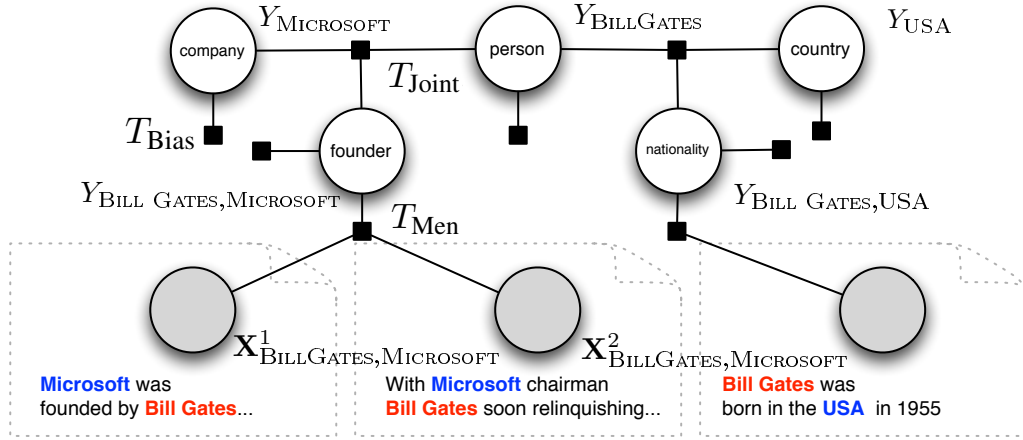 Y_MICROSOFT
Y_BILLGATES
Y_USA
company
person
country
T_Joint
T_Bias
founder
nationality
Y_BILL GATES,MICROSOFT
Y_BILL GATES,USA
T_Men
X^1_BILLGATES,MICROSOFT
X^2_BILLGATES,MICROSOFT
Microsoft was
founded by Bill Gates...
With Microsoft chairman
Bill Gates soon relinquishing...
Bill Gates was
born in the USA in 1955